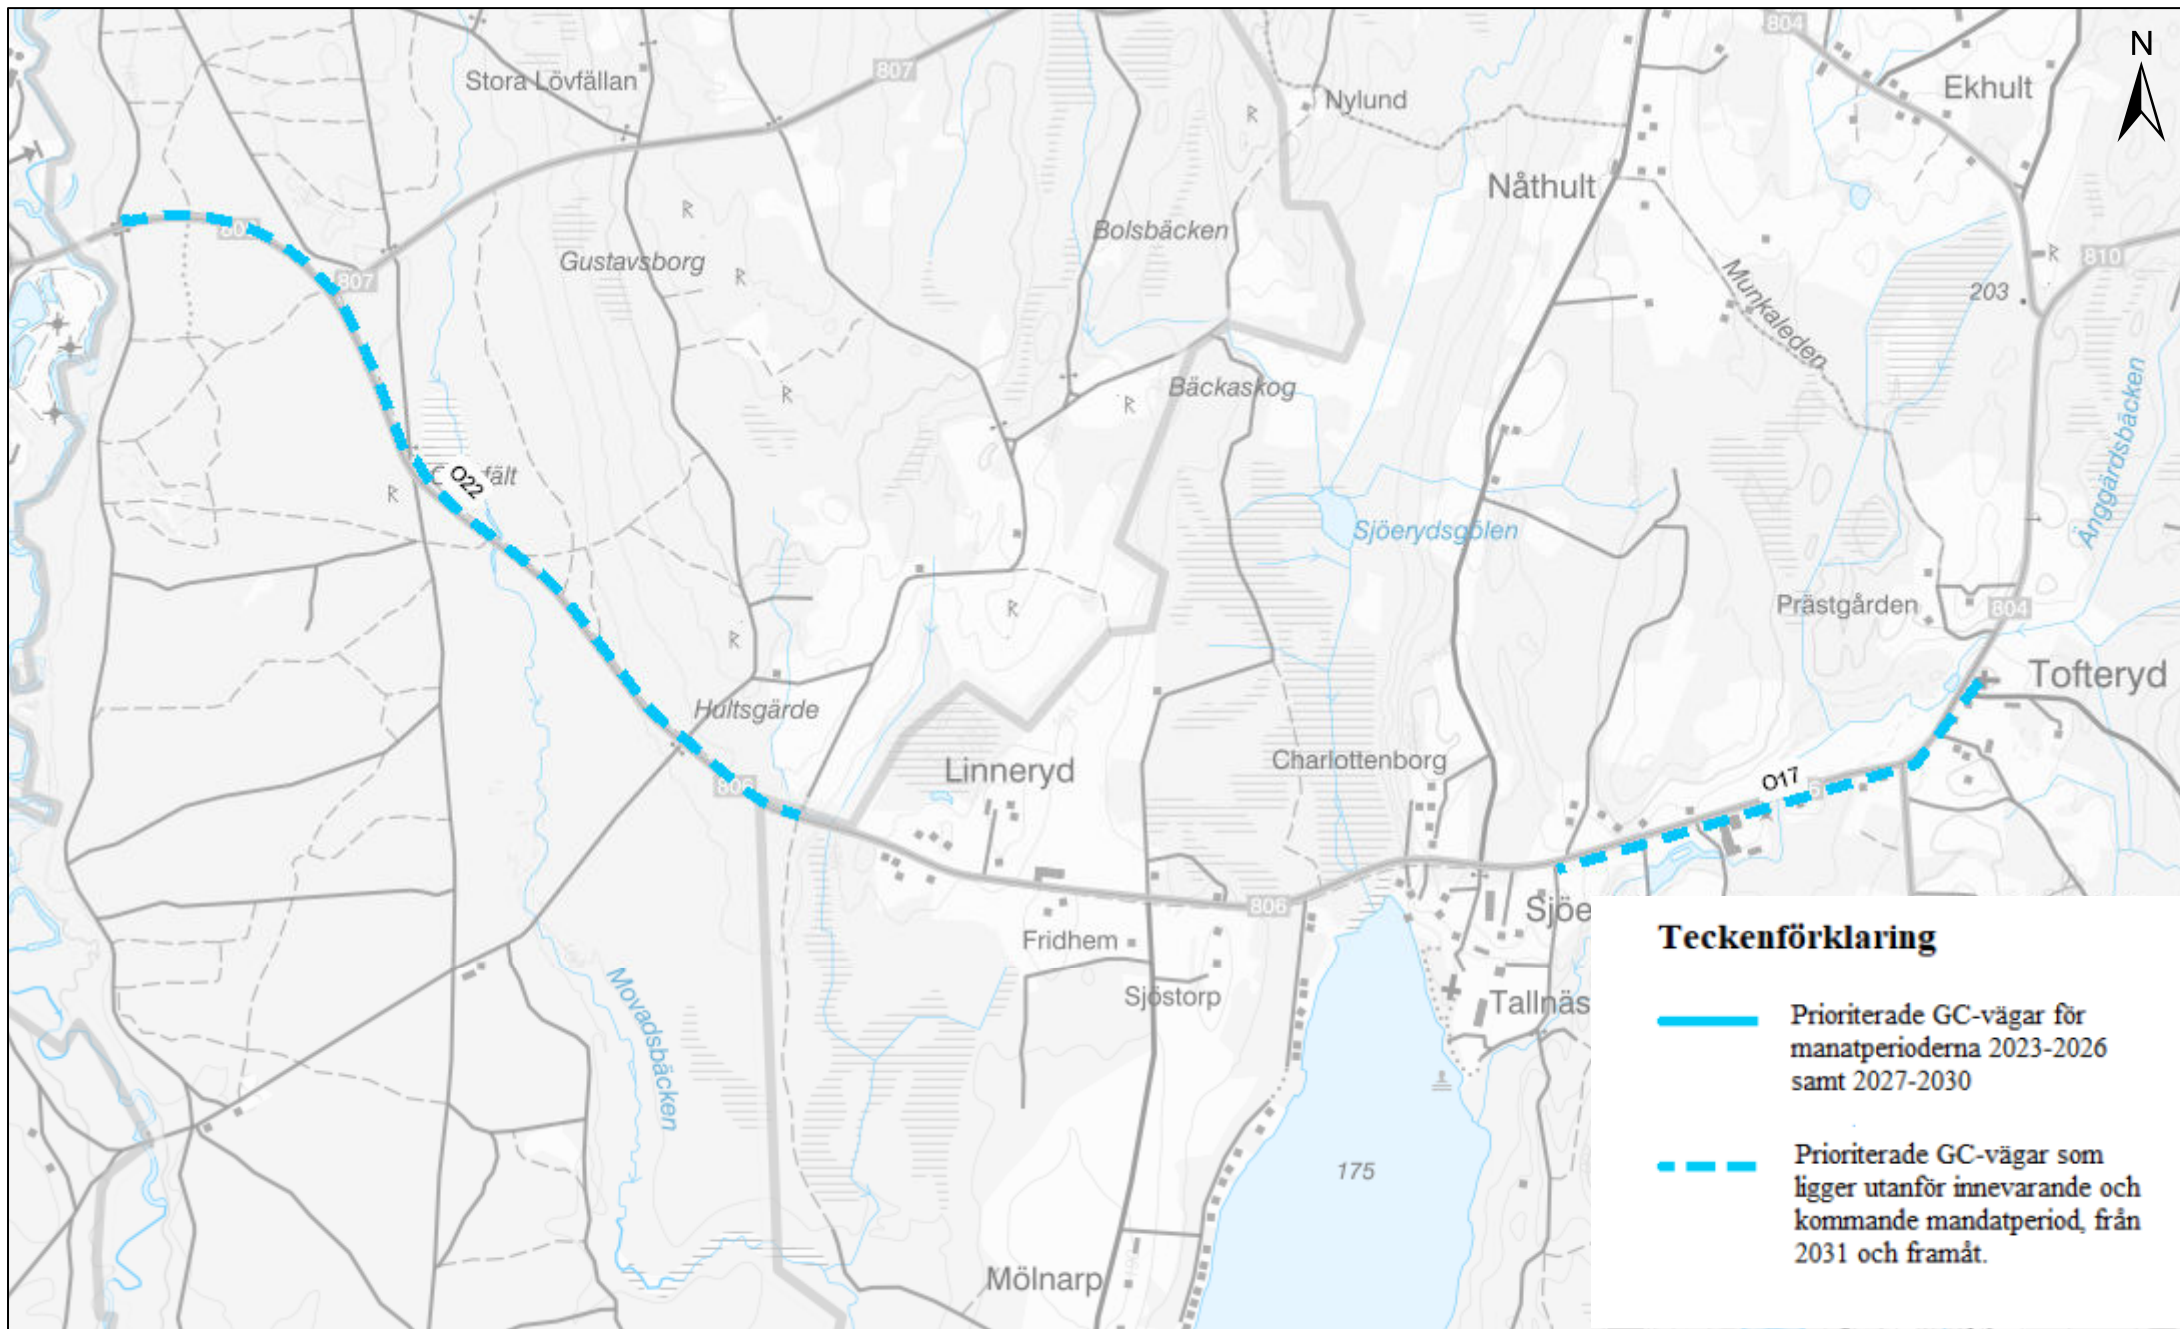 804
N
807
Stora Lövfällan
Ekhult
Nylund
Nåthult
Bolsbäcken
Gustavsborg
810
807
203
Munkaleden
Bäckaskog
Änggårdsbäcken
O22
Sjöerydsgölen
Prästgården
804
Tofteryd
Hultsgärde
Charlottenborg
Linneryd
O17
806
806
Sjöe
Fridhem
Sjöstorp
Tallnäs
Movadsbäcken
175
Mölnarp
Teckenförklaring
Prioriterade GC-vägar för
manatperioderna 2023-2026
samt 2027-2030
Prioriterade GC-vägar som
ligger utanför innevarande och
kommande mandatperiod, från
2031 och framåt.